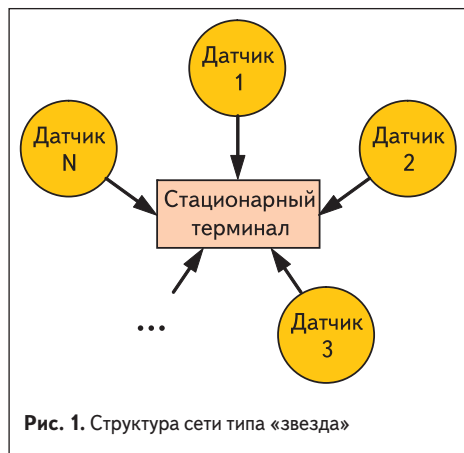 Датчик
1
Датчик
N
Датчик
2
Стационарный
терминал
...
Датчик
3
Рис. 1. Структура сети типа «звезда»